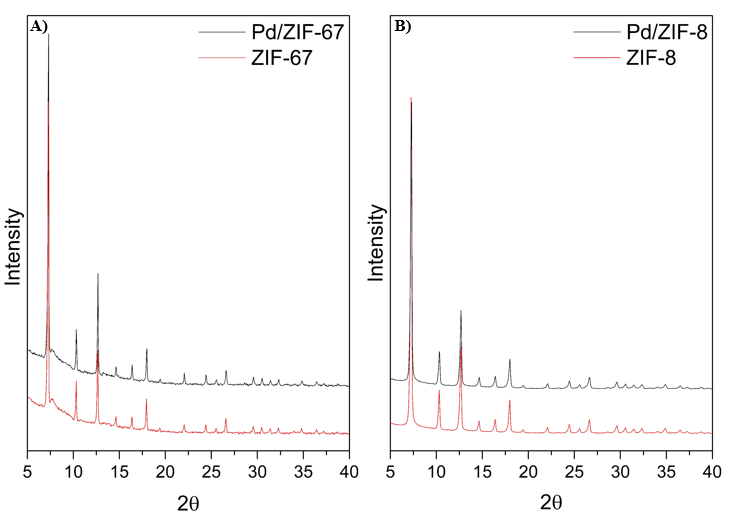 A)
Pd/ZIF-67
ZIF-67
Intensity
5 10 15 20 25 30 35 40
2θ
B)
Pd/ZIF-8
ZIF-8
Intensity
5 10 15 20 25 30 35 40
2θ